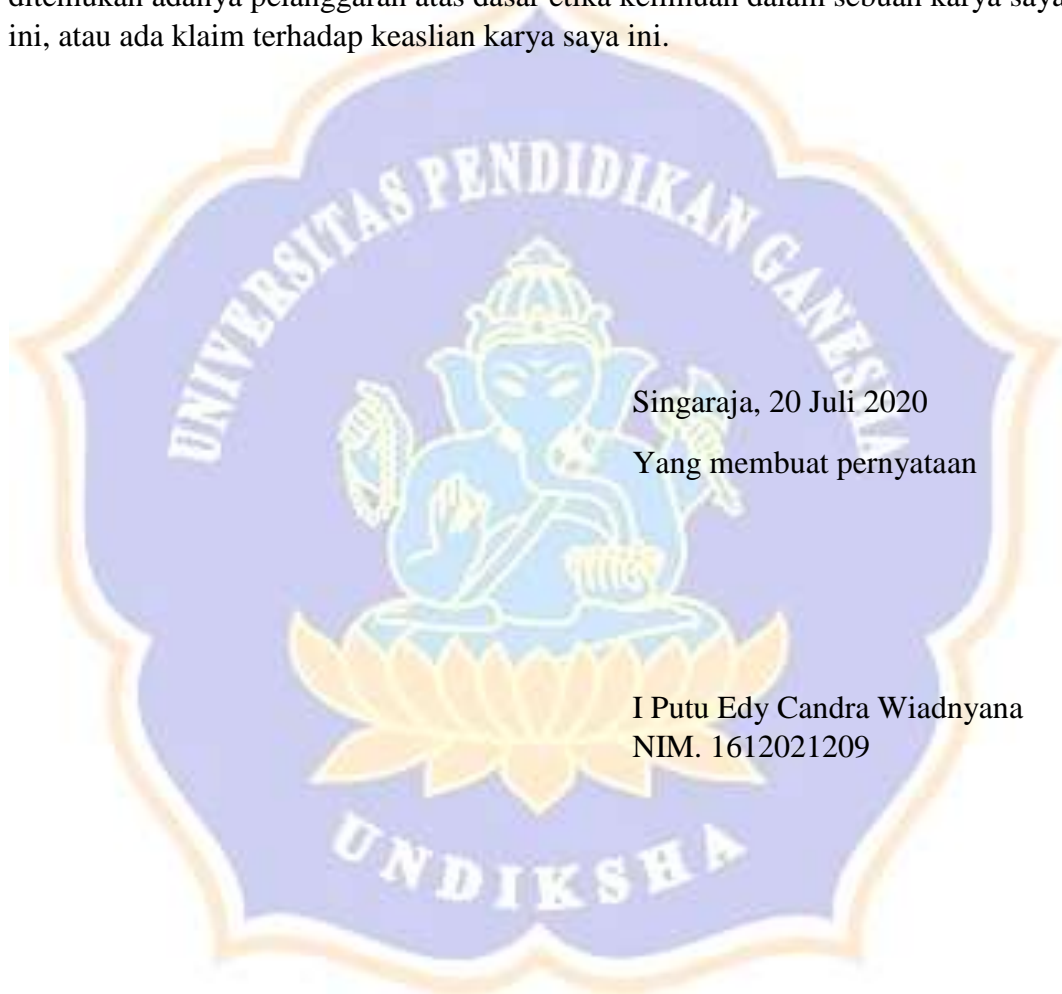 ditemukan adanya pelanggaran atas dasar etika keilmuan dalam sebuah karya saya
ini, atau ada klaim terhadap keaslian karya saya ini.
UNIVERSITAS PENDIDIKAN GANESHA
Singaraja, 20 Juli 2020
Yang membuat pernyataan
I Putu Edy Candra Wiadnyana
NIM. 1612021209
UNDIKSHA